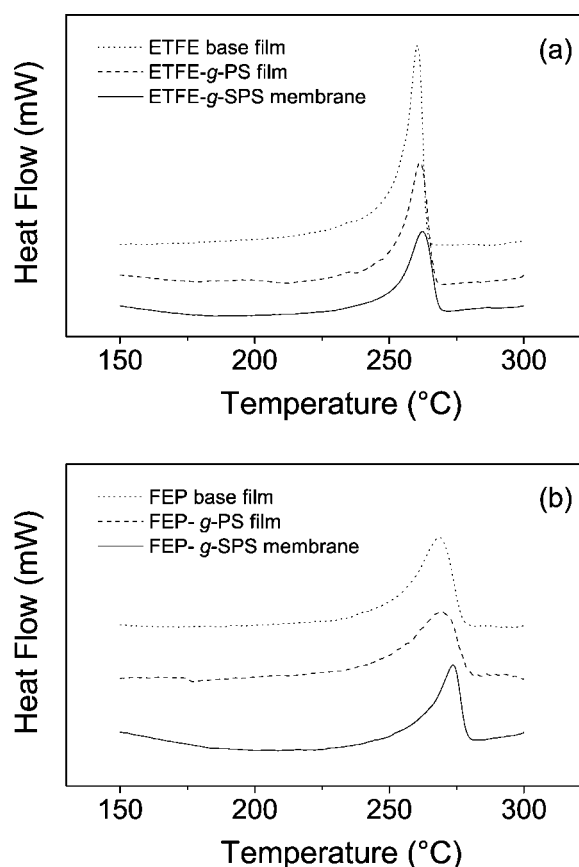 ETFE base film
ETFE-g-PS film
ETFE-g-SPS membrane
(a)
Heat Flow (mW)
150 200 250 300
Temperature (°C)
FEP base film
FEP- g-PS film
FEP- g-SPS membrane
(b)
Heat Flow (mW)
150 200 250 300
Temperature (°C)